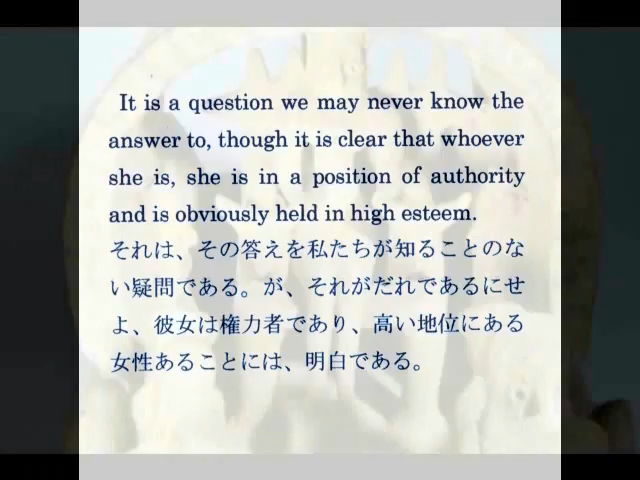 It is a question we may never know the
answer to, though it is clear that whoever
she is, she is in a position of authority
and is obviously held in high esteem.
それは、その答えを私たちが知ることのな
い疑問である。が、それがだれであるにせ
よ、彼女は権力者であり、高い地位にある
女性あることには、明白である。